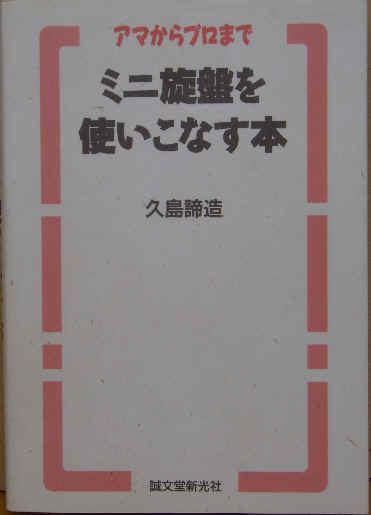 アマからプロまで
ミニ旋盤を
使いこなす本
久島諦造
誠文堂新光社